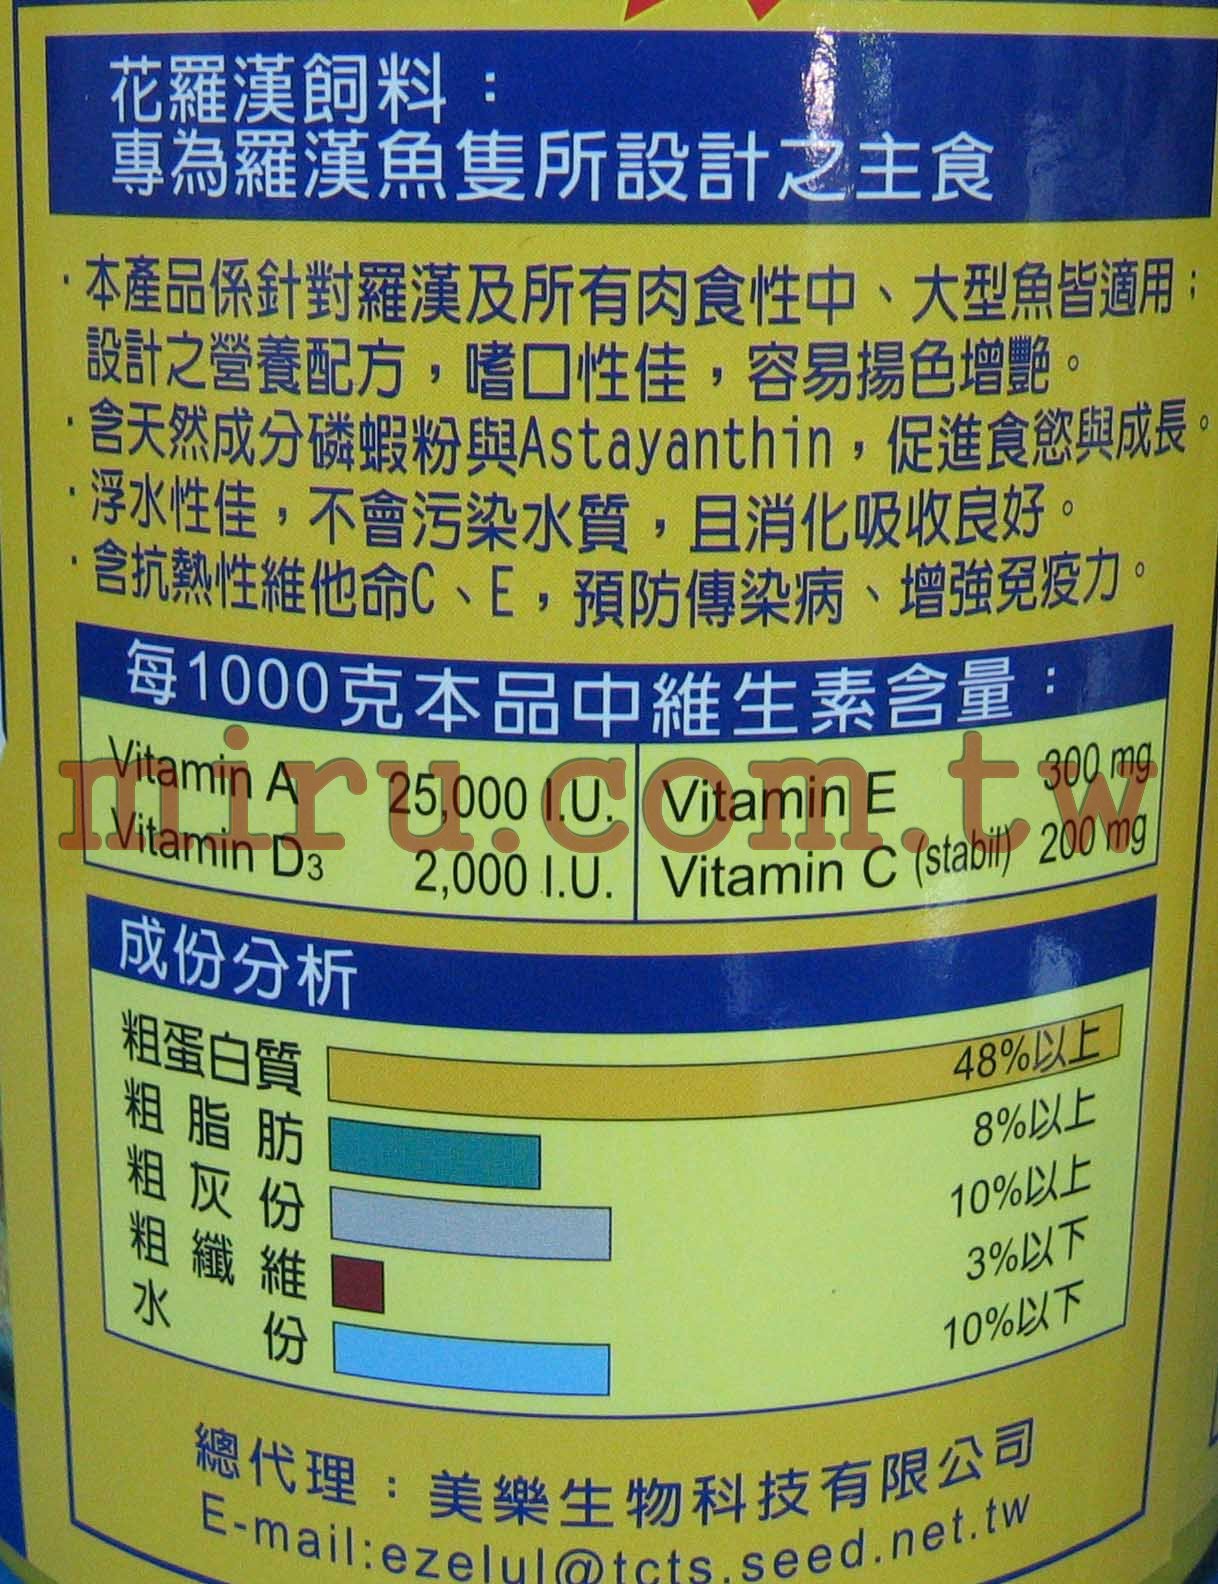 花羅漢飼料：
專為羅漢魚隻所設計之主食
·本產品係針對羅漢及所有肉食性中、大型魚皆適用；
設計之營養配方，嗜口性佳，容易揚色增艷。
·含天然成分磷蝦粉與Astayanthin，促進食慾與成長。
·浮水性佳，不會污染水質，且消化吸收良好。
·含抗熱性維他命C、E，預防傳染病、增強免疫力。
每1000克本品中維生素含量：
Vitamin A 25,000 I.U. Vitamin E 300 mg
Vitamin D3 2,000 I.U. Vitamin C (stabil) 200 mg
miru.com.tw
成份分析
粗蛋白質 48%以上
粗脂肪 8%以上
粗灰份 10%以上
粗纖維 3%以下
水份 10%以下
總代理：美樂生物科技有限公司
E-mail:ezelul@tcts.seed.net.tw